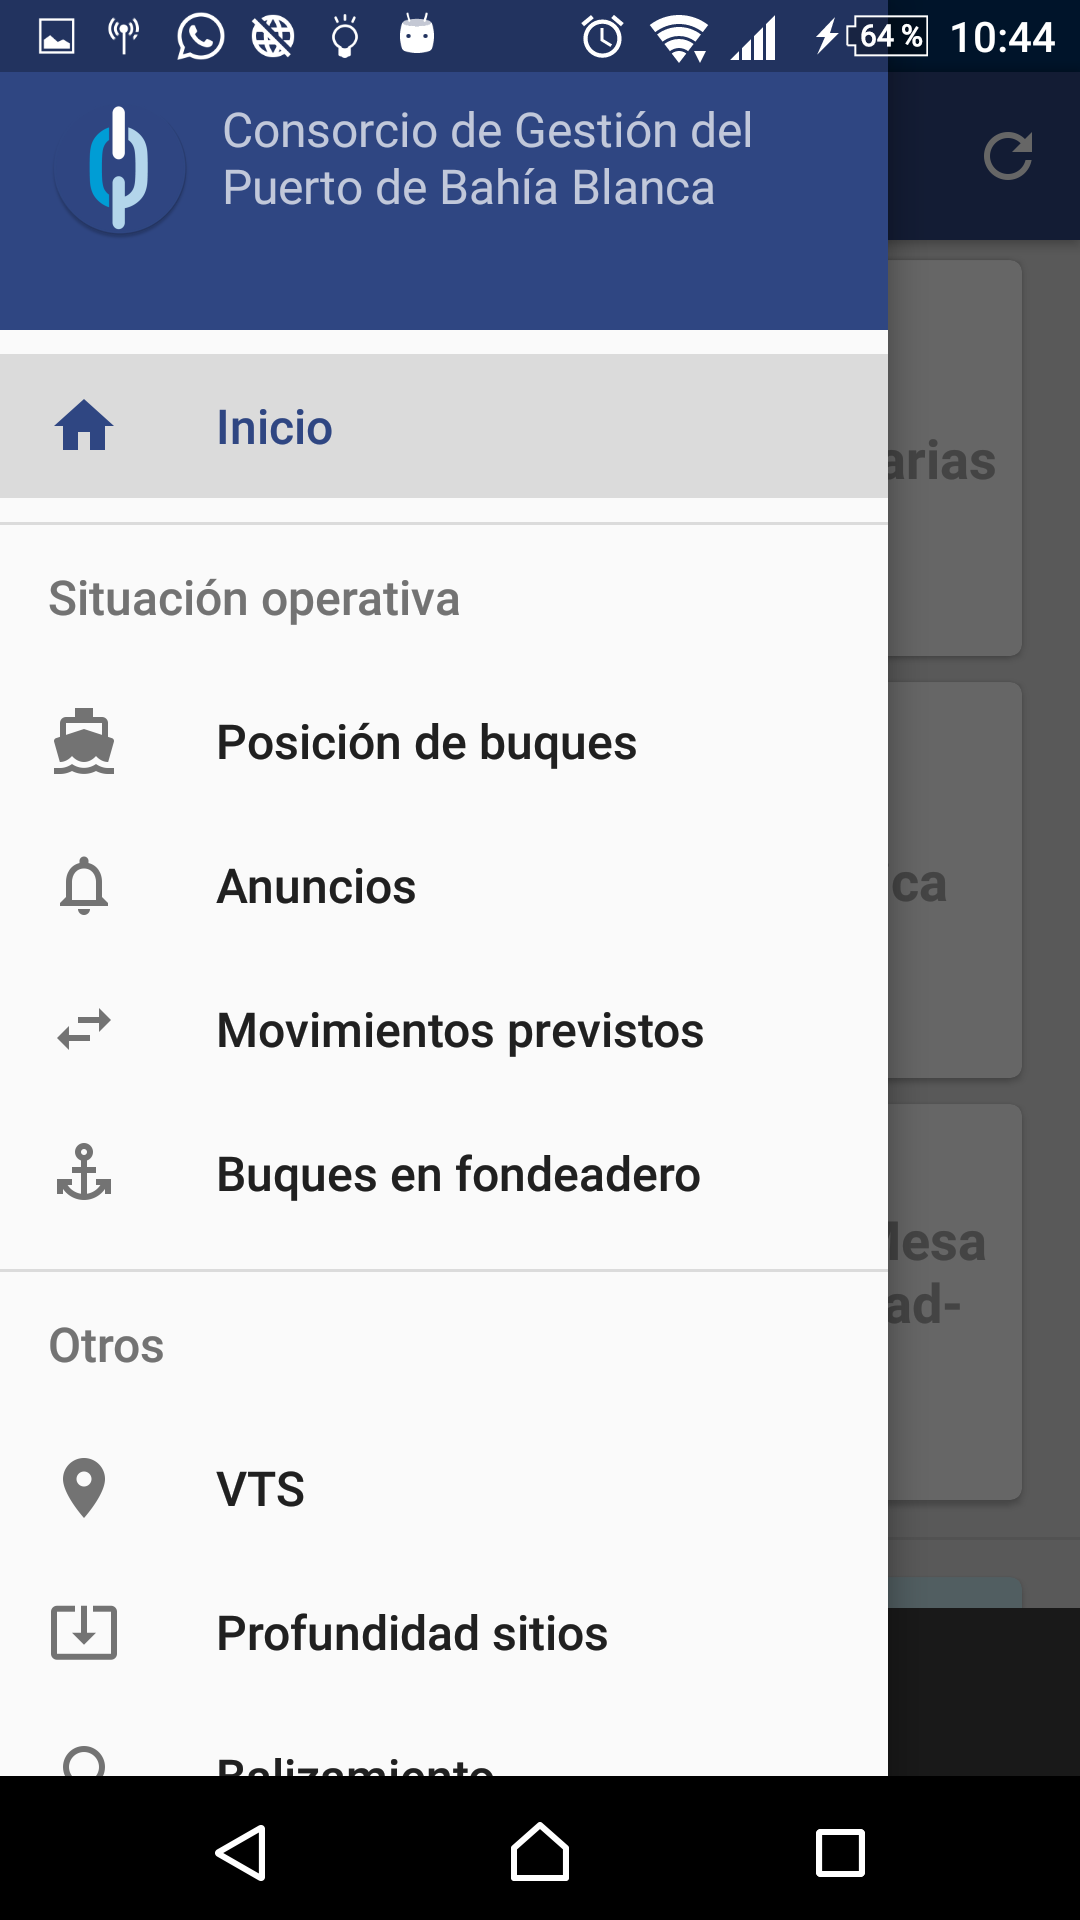 64 % 10:44
Consorcio de Gestión del
Puerto de Bahía Blanca
Inicio
arias
Situación operativa
Posición de buques
Anuncios
ca
Movimientos previstos
Buques en fondeadero
lesa
ad-
Otros
VTS
Profundidad sitios
Balizamiento